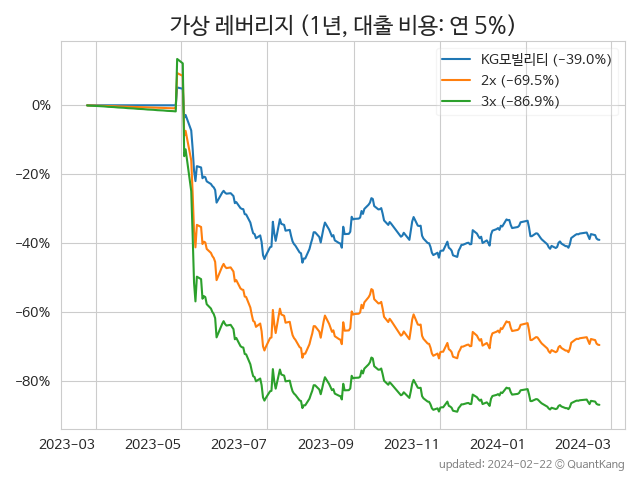 가상 레버리지 (1년, 대출 비용: 연 5%)
KG모빌리티 (−39.0%)
2x (−69.5%)
3x (−86.9%)
0%
−20%
−40%
−60%
−80%
2023−03 2023−05 2023−07 2023−09 2023−11 2024−01 2024−03
updated: 2024-02-22 © QuantKang